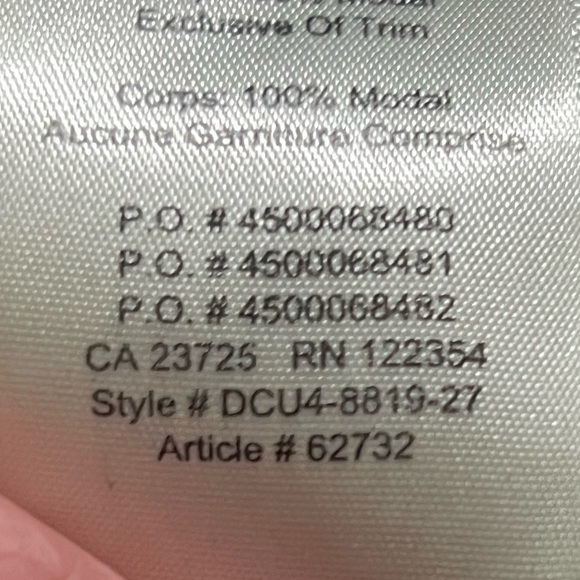 Modal
Exclusive Of Trim
Corps: 100% Modal
Aucune Garniture Comprise
P.O. # 4500068480
P.O. # 4500068481
P.O. # 4500068482
CA 23725 RN 122354
Style # DCU4-8819-27
Article # 62732